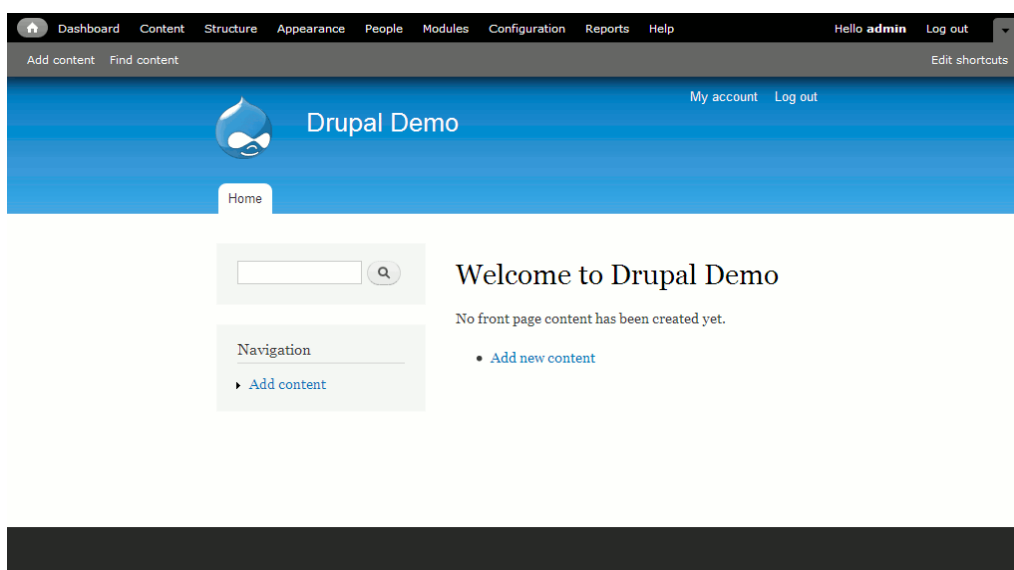 Dashboard Content Structure Appearance People Modules Configuration Reports Help Hello admin Log out
Add content Find content Edit shortcuts
My account Log out
Drupal Demo
Home
Welcome to Drupal Demo
No front page content has been created yet.
Add new content
Navigation
Add content